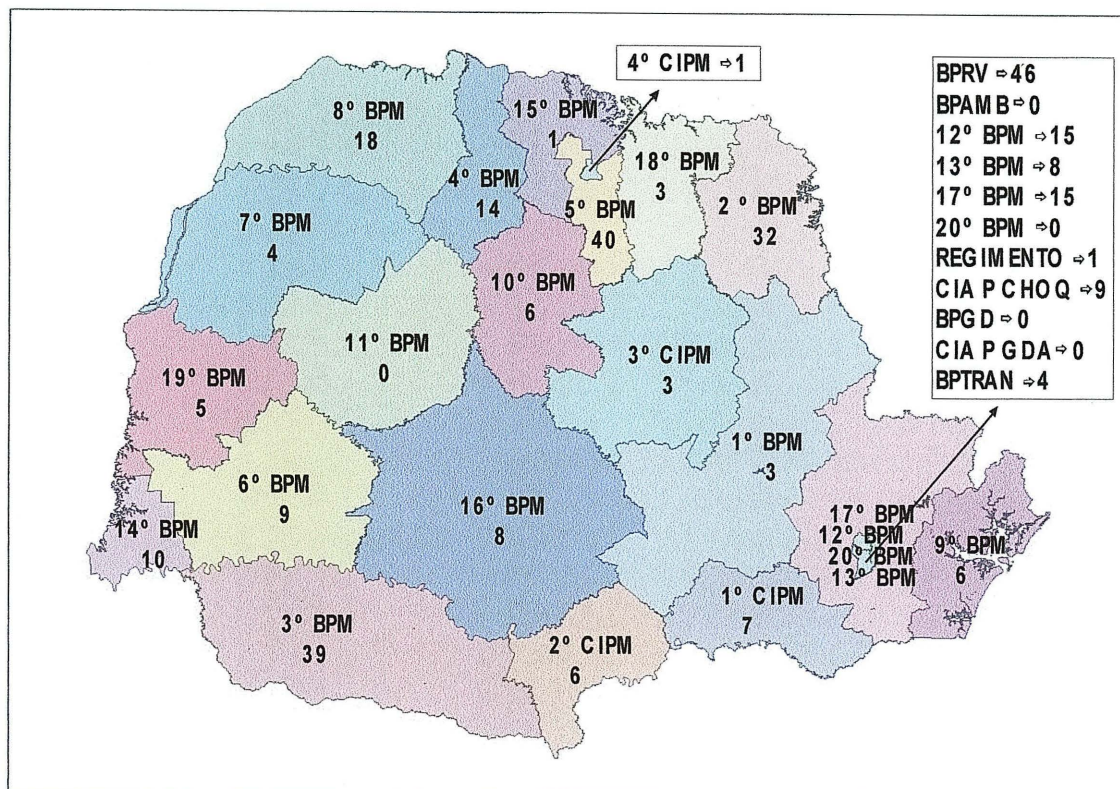 4º CIPM ⇨1
BPRV ⇨46
BPAMB⇨0
12º BPM ⇨15
13º BPM ⇨8
17º BPM ⇨15
20º BPM ⇨0
REGIMENTO ⇨1
CIA P CHOQ ⇨9
BPGD ⇨0
CIA P GDA⇨0
BPTRAN ⇨4
8º BPM
18
15º BPM
1
4º BPM
14
18º BPM
3
5º BPM
40
2º BPM
32
7º BPM
4
10º BPM
6
11º BPM
0
3º CIPM
3
19º BPM
5
1º BPM
3
6º BPM
9
16º BPM
8
14º BPM
10
17º BPM
12º BPM
20º BPM
13º BPM
9º BPM
6
1º CIPM
7
3º BPM
39
2º CIPM
6